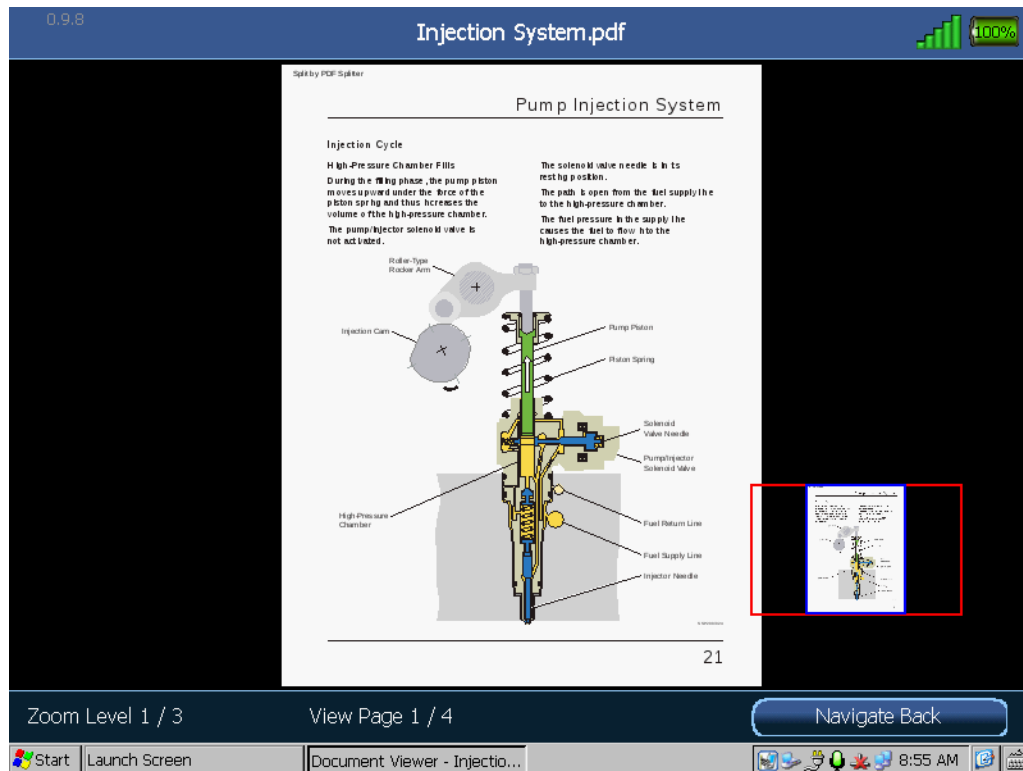 0.9.8
Injection System.pdf
100%
Split by PDF Splitter
Pump Injection System
Injection Cycle
High-Pressure Chamber Fills
During the filling phase, the pump piston
moves upward under the force of the
piston spring and thus increases the
volume of the high-pressure chamber.
The pump/injector solenoid valve is
not activated.
The solenoid valve needle is in its
resting position.
The path is open from the fuel supply line
to the high-pressure chamber.
The fuel pressure in the supply line
causes the fuel to flow into the
high-pressure chamber.
Roller-Type
Rocker Arm
Injection Cam
Pump Piston
Piston Spring
Solenoid
Valve Needle
Pump/Injector
Solenoid Valve
High-Pressure
Chamber
Fuel Return Line
Fuel Supply Line
Injector Needle
21
Zoom Level 1 / 3
View Page 1 / 4
Navigate Back
Start
Launch Screen
Document Viewer - Injectio...
8:55 AM